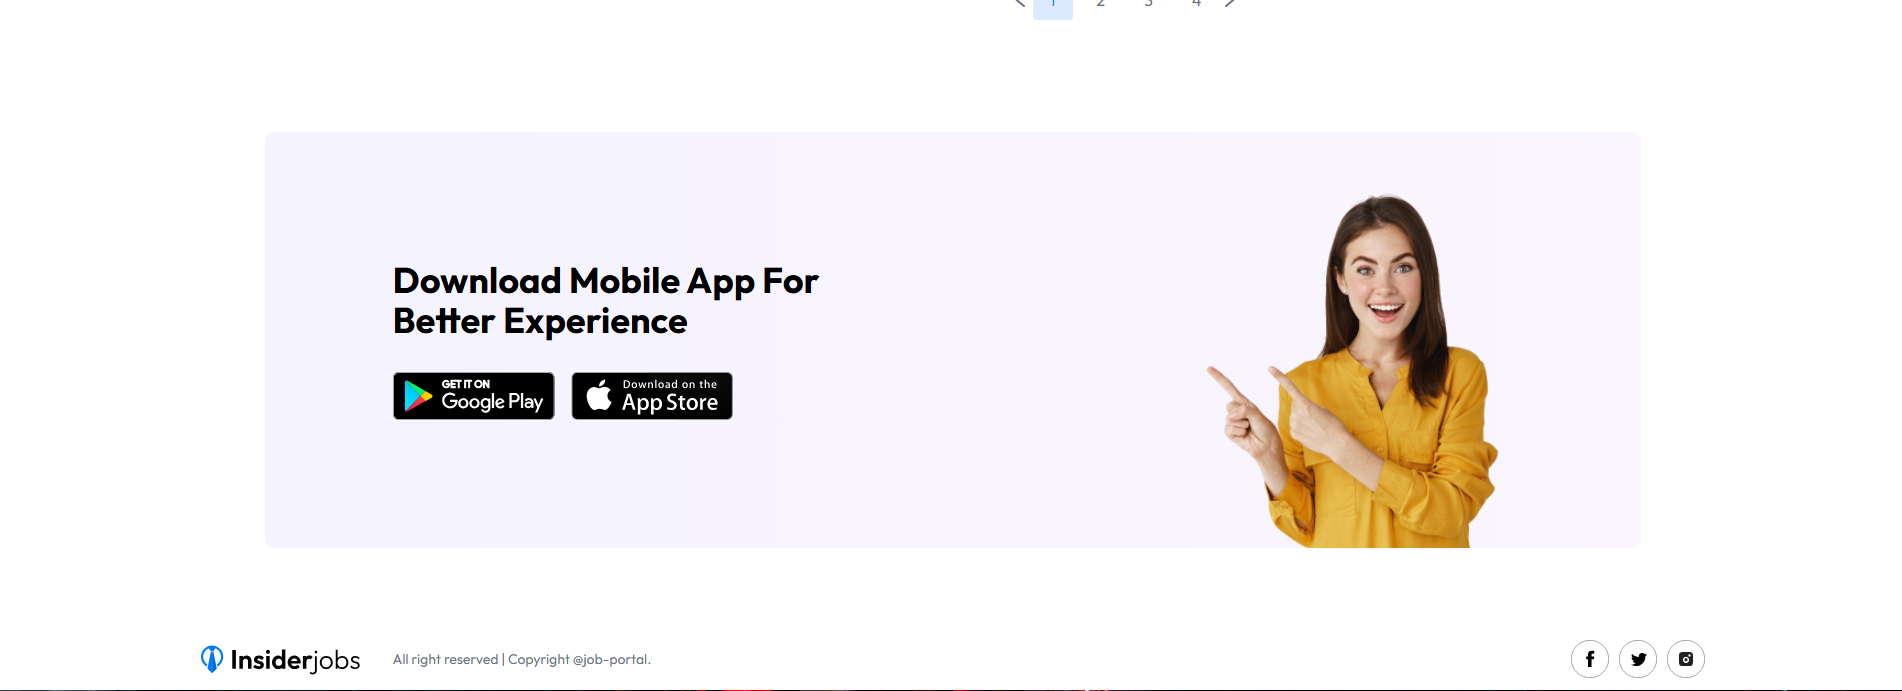 1 2 3 4
Download Mobile App For
Better Experience
GET IT ON
Google Play
Download on the
App Store
Insiderjobs
All right reserved | Copyright @job-portal.